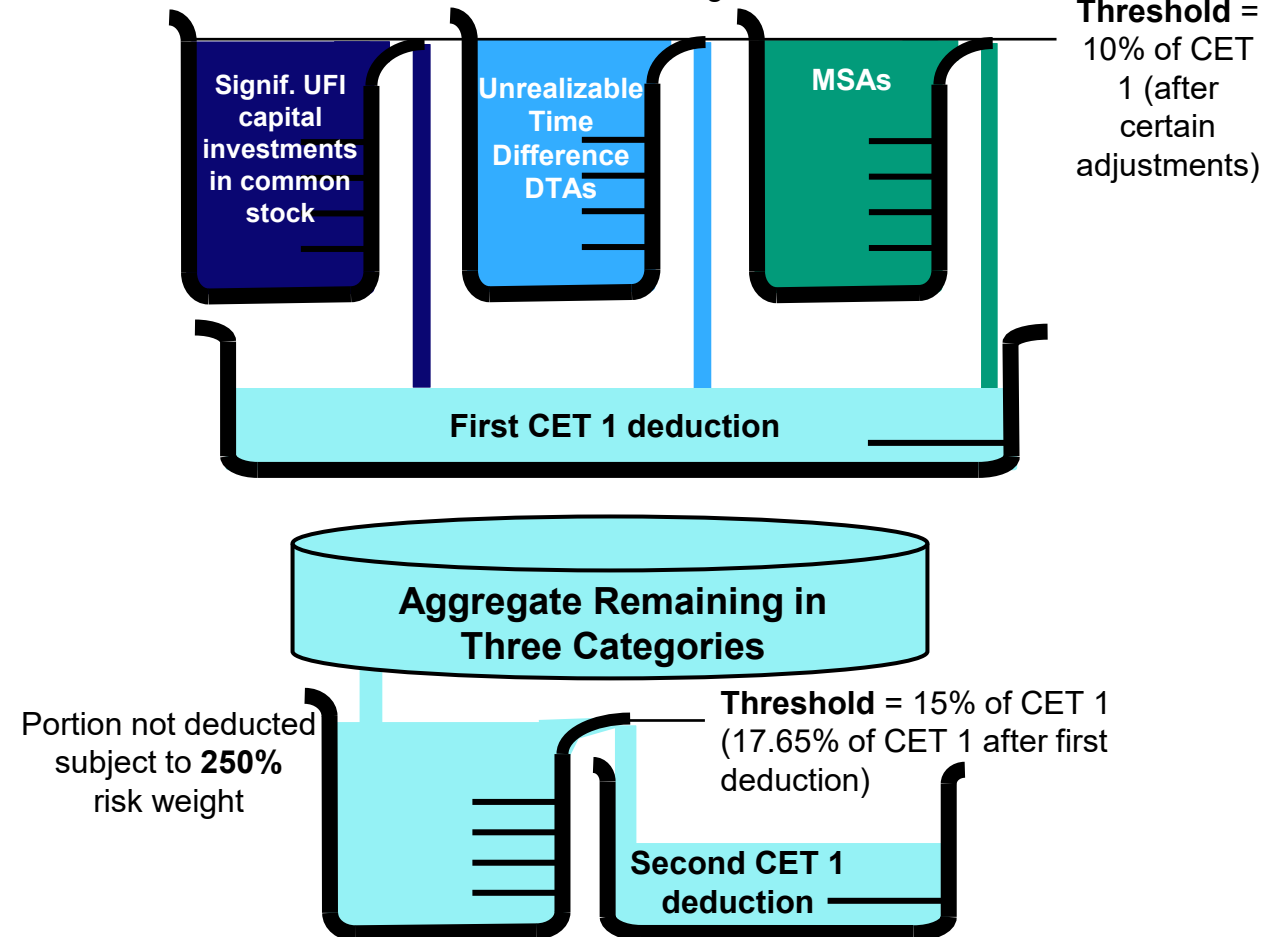 Threshold =
10% of CET
1 (after
certain
adjustments)
Signif. UFI
capital
investments
in common
stock
Unrealizable
Time
Difference
DTAs
MSAs
First CET 1 deduction
Aggregate Remaining in
Three Categories
Portion not deducted
subject to 250%
risk weight
Threshold = 15% of CET 1
(17.65% of CET 1 after first
deduction)
Second CET 1
deduction